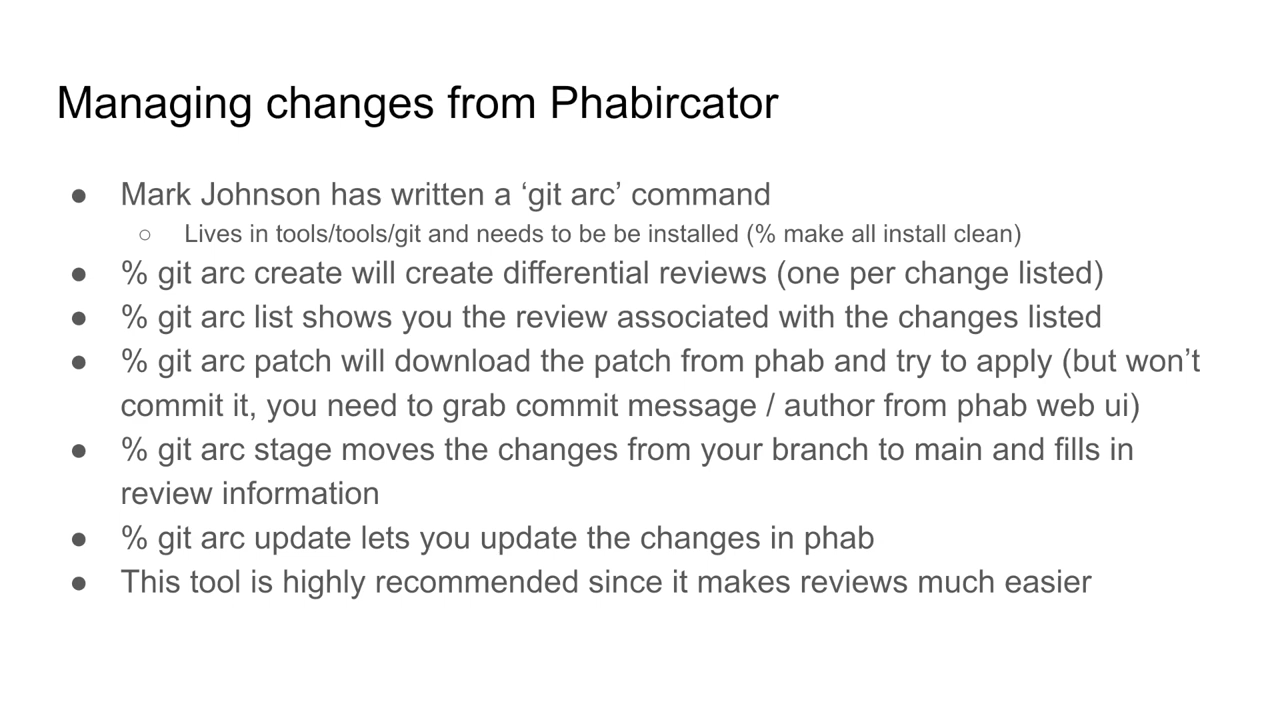 Managing changes from Phabircator
● Mark Johnson has written a ‘git arc’ command
○ Lives in tools/tools/git and needs to be be installed (% make all install clean)
● % git arc create will create differential reviews (one per change listed)
● % git arc list shows you the review associated with the changes listed
● % git arc patch will download the patch from phab and try to apply (but won’t
commit it, you need to grab commit message / author from phab web ui)
● % git arc stage moves the changes from your branch to main and fills in
review information
● % git arc update lets you update the changes in phab
● This tool is highly recommended since it makes reviews much easier